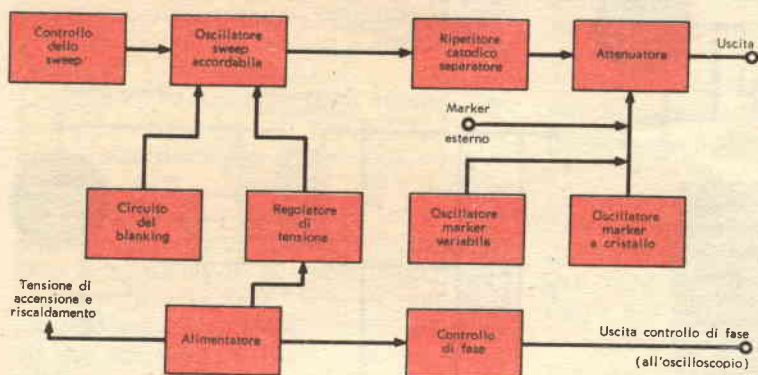 Controllo
dello
sweep
Oscillatore
sweep
accordabile
Ripetitore
catodico
separatore
Attenuatore
Uscita
Marker
esterno
Circuito
del
blanking
Regolatore
di
tensione
Oscillatore
marker
variabile
Oscillatore
marker
a cristallo
Tensione di
accensione e
riscaldamento
Alimentatore
Controllo
di fase
Uscita controllo di fase
(all'oscilloscopio)